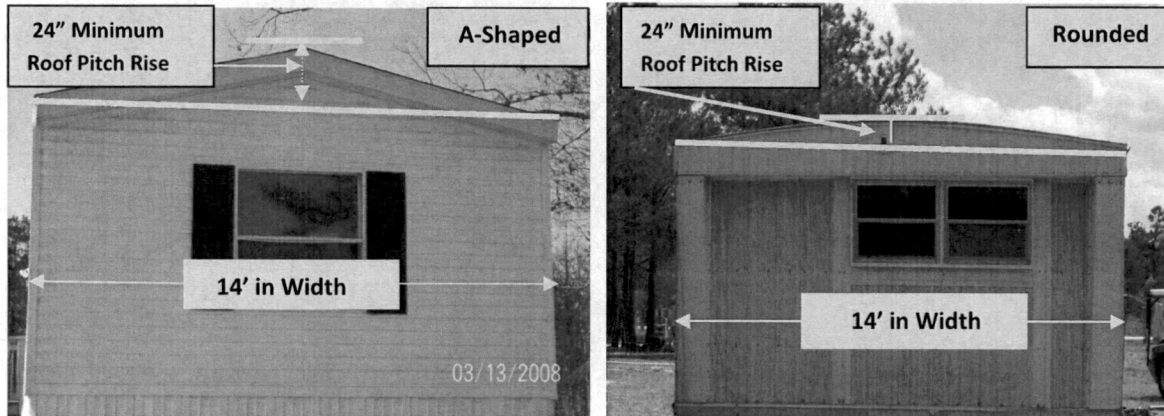 24” Minimum
Roof Pitch Rise
A-Shaped
14’ in Width
03/13/2008
24” Minimum
Roof Pitch Rise
Rounded
14’ in Width